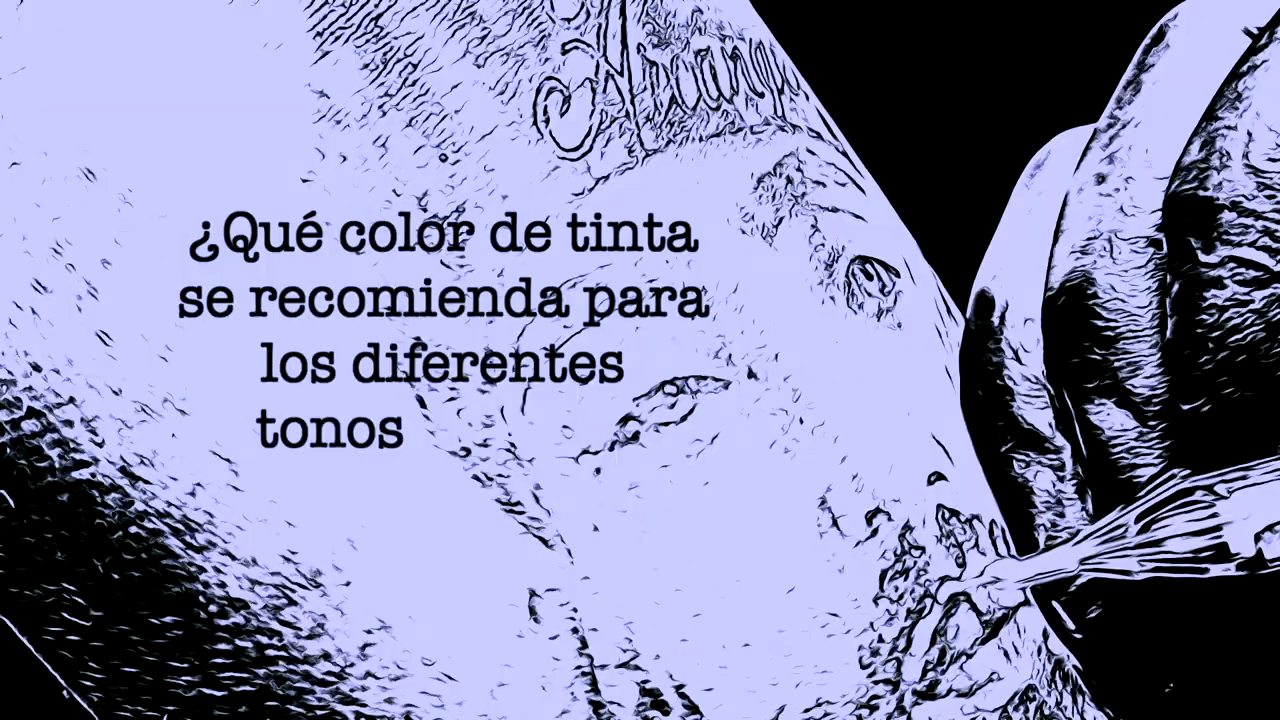 ¿Qué color de tinta
se recomienda para
los diferentes
tonos